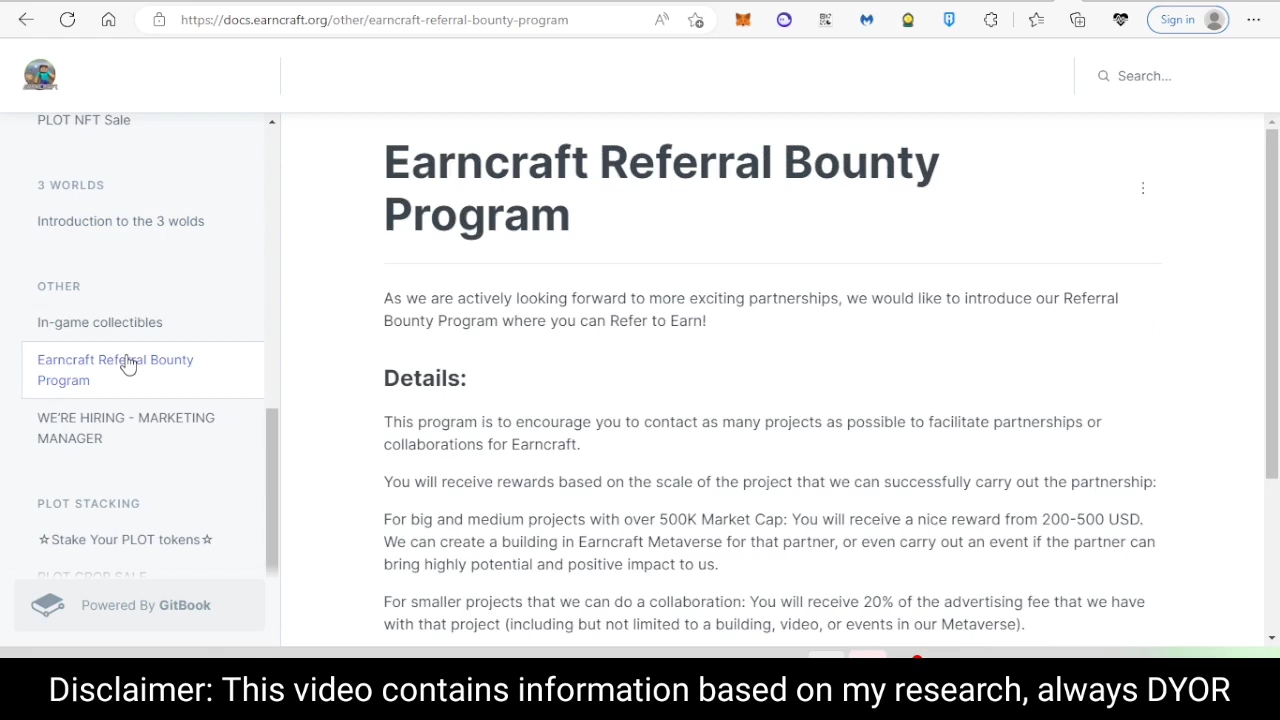 https://docs.earncraft.org/other/earncraft-referral-bounty-program
Sign in
Search...
PLOT NFT Sale
3 WORLDS
Introduction to the 3 wolds
OTHER
In-game collectibles
Earncraft Referral Bounty
Program
WE'RE HIRING - MARKETING
MANAGER
PLOT STACKING
☆Stake Your PLOT tokens☆
PLOT CROP SALE
Powered By GitBook
Earncraft Referral Bounty
Program
As we are actively looking forward to more exciting partnerships, we would like to introduce our Referral
Bounty Program where you can Refer to Earn!
Details:
This program is to encourage you to contact as many projects as possible to facilitate partnerships or
collaborations for Earncraft.
You will receive rewards based on the scale of the project that we can successfully carry out the partnership:
For big and medium projects with over 500K Market Cap: You will receive a nice reward from 200-500 USD.
We can create a building in Earncraft Metaverse for that partner, or even carry out an event if the partner can
bring highly potential and positive impact to us.
For smaller projects that we can do a collaboration: You will receive 20% of the advertising fee that we have
with that project (including but not limited to a building, video, or events in our Metaverse).
Disclaimer: This video contains information based on my research, always DYOR